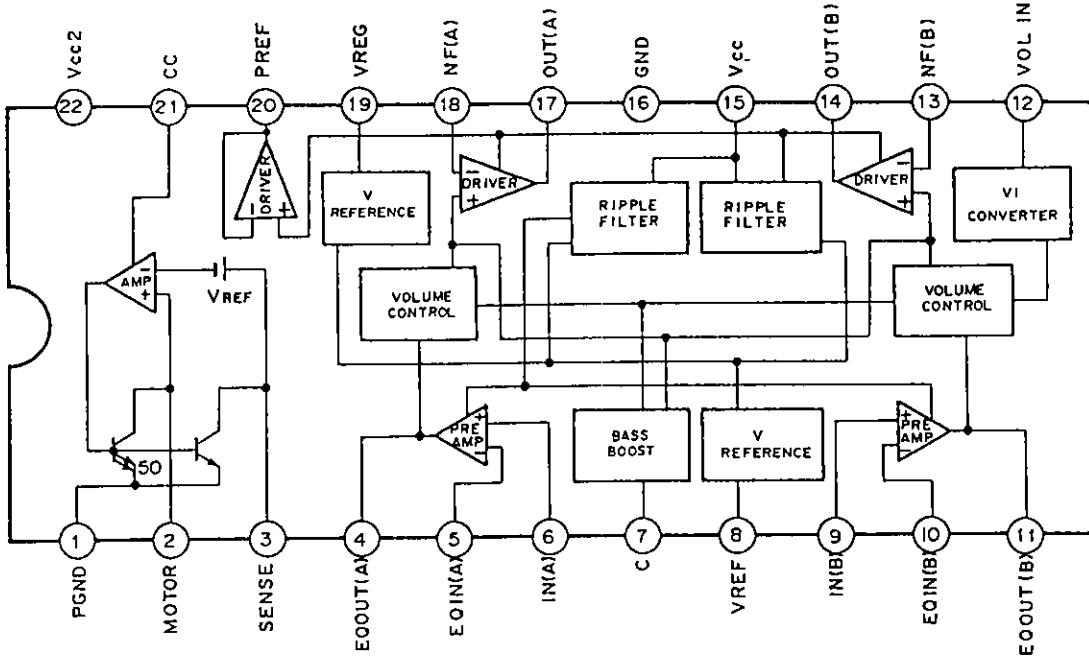 Vcc2
CC
PREF
VREG
NF(A)
OUT(A)
GND
Vcc
OUT(B)
NF(B)
VOL IN
22
21
20
19
18
17
16
15
14
13
12
DRIVER
- +
V
REFERENCE
-
DRIVER
+
RIPPLE
FILTER
RIPPLE
FILTER
-
DRIVER
+
VI
CONVERTER
-
AMP
+
VREF
VOLUME
CONTROL
VOLUME
CONTROL
50
+
PRE
AMP
-
BASS
BOOST
V
REFERENCE
+
PRE
AMP
-
1
2
3
4
5
6
7
8
9
10
11
PGND
MOTOR
SENSE
EQOUT(A)
EQIN(A)
IN(A)
C
VREF
IN(B)
EQIN(B)
EQOUT(B)